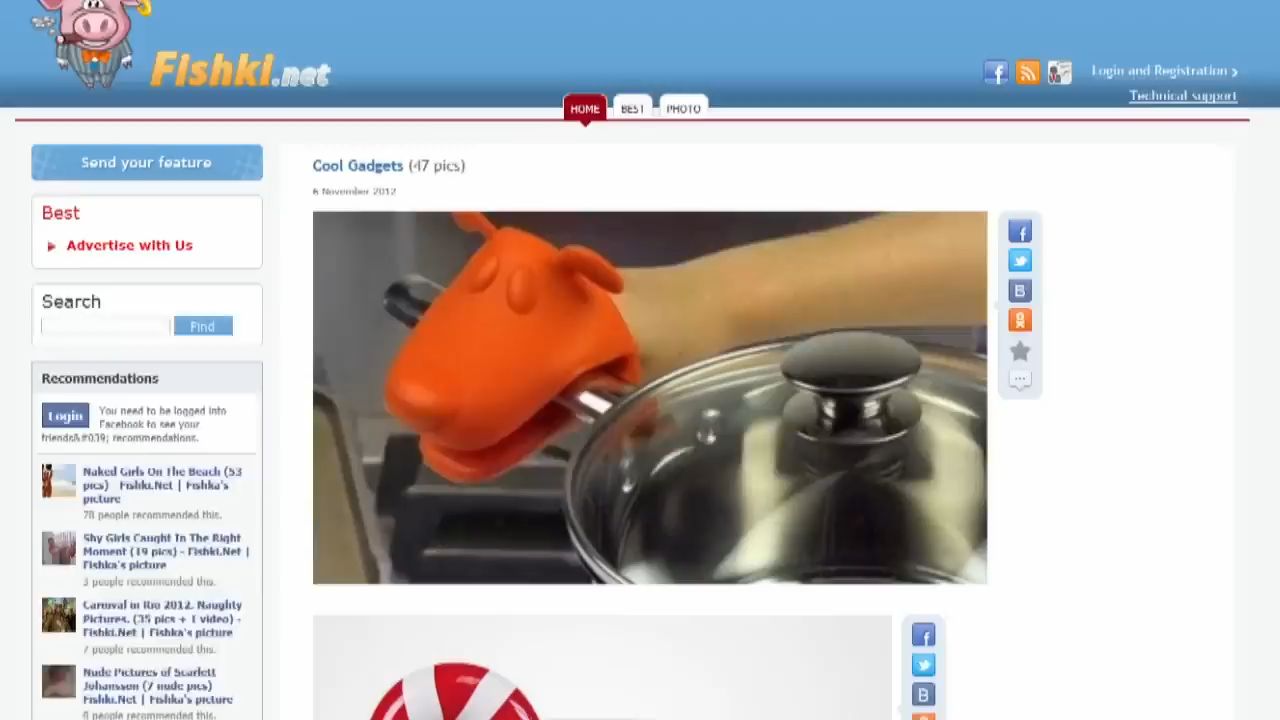 Fishki.net
Login and Registration ›
Technical support
HOME
BEST
PHOTO
Send your feature
Best
Advertise with Us
Search
Find
Recommendations
Login
You need to be logged into
Facebook to see your
friends&#039; recommendations.
Naked Girls On The Beach (53
pics) - Fishki.Net | Fishka's
picture
78 people recommended this.
Shy Girls Caught In The Right
Moment (19 pics) - Fishki.Net |
Fishka's picture
3 people recommended this.
Carnival in Rio 2012. Naughty
Pictures. (35 pics + 1 video) -
Fishki.Net | Fishka's picture
7 people recommended this.
Nude Pictures of Scarlett
Johansson (7 nude pics)
Fishki.Net | Fishka's picture
6 people recommended this.
Cool Gadgets (47 pics)
6 November 2012